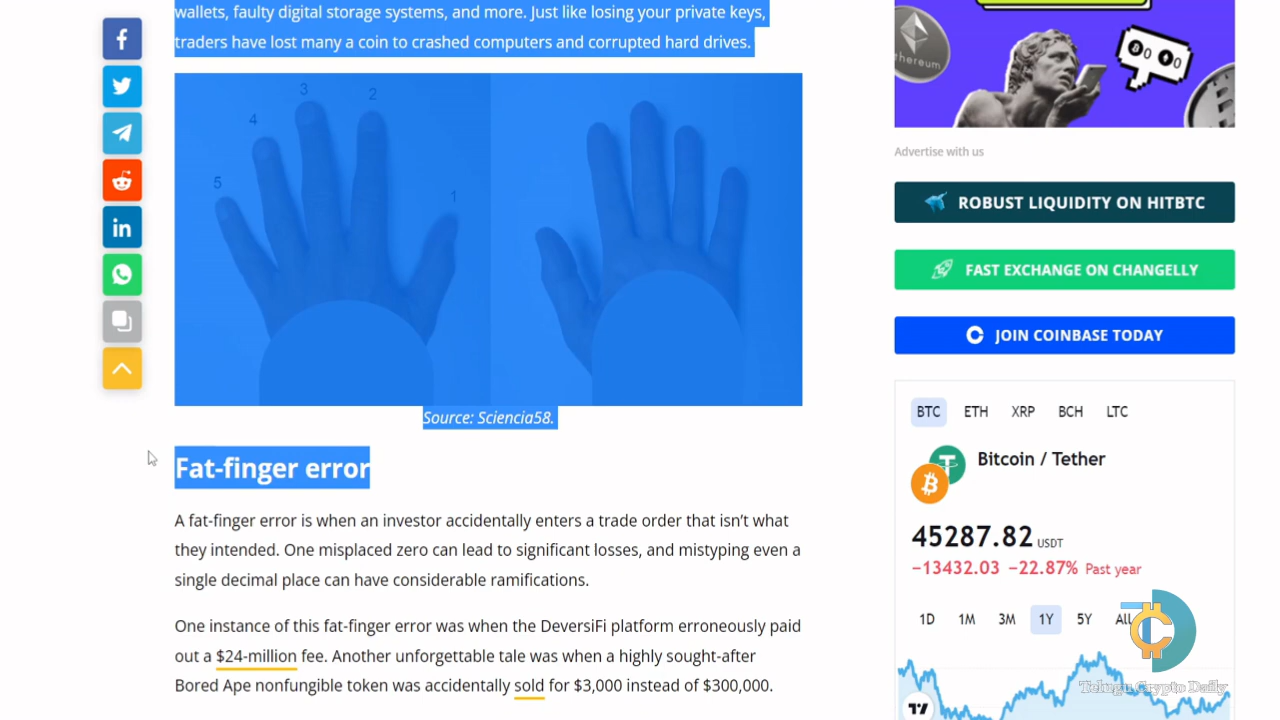 wallets, faulty digital storage systems, and more. Just like losing your private keys,
traders have lost many a coin to crashed computers and corrupted hard drives.
5
4
3
2
1
Source: Sciencia58.
Fat-finger error
A fat-finger error is when an investor accidentally enters a trade order that isn’t what
they intended. One misplaced zero can lead to significant losses, and mistyping even a
single decimal place can have considerable ramifications.
One instance of this fat-finger error was when the DeversiFi platform erroneously paid
out a $24-million fee. Another unforgettable tale was when a highly sought-after
Bored Ape nonfungible token was accidentally sold for $3,000 instead of $300,000.
Advertise with us
ROBUST LIQUIDITY ON HITBTC
FAST EXCHANGE ON CHANGELLY
JOIN COINBASE TODAY
BTC ETH XRP BCH LTC
Bitcoin / Tether
45287.82 USDT
−13432.03 −22.87% Past year
1D 1M 3M 1Y 5Y All
Telugu Crypto Daily